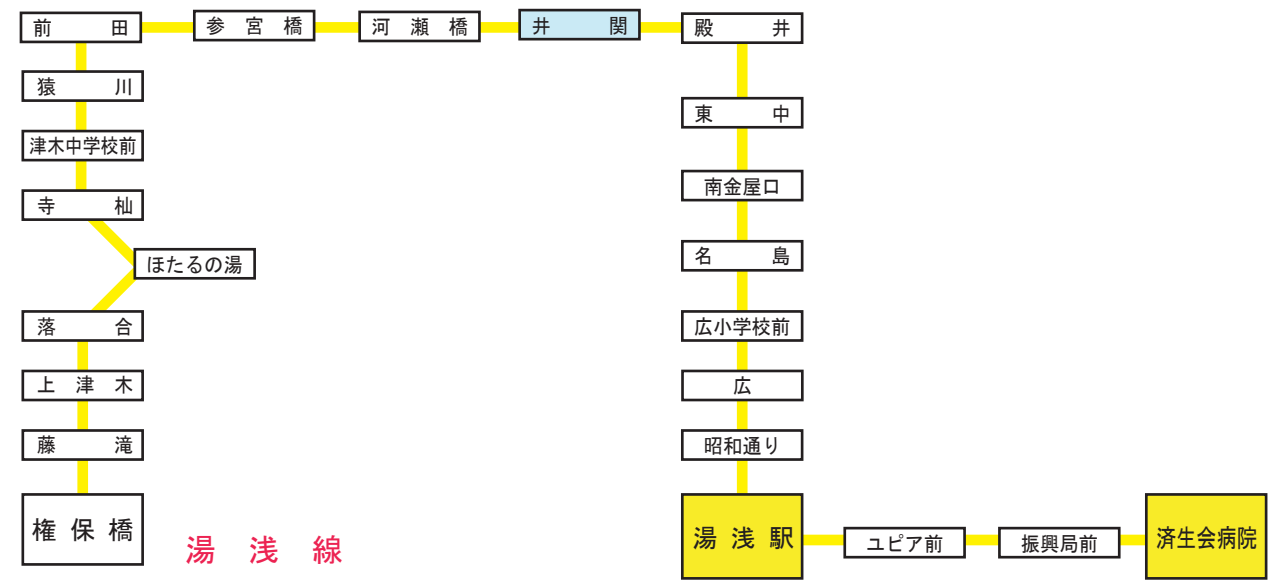 前田
参宮橋
河瀬橋
井関
殿井
猿川
東中
津木中学校前
南金屋口
寺杣
名島
ほたるの湯
落合
広小学校前
上津木
広
藤滝
昭和通り
権保橋
湯浅線
湯浅駅
ユピア前
振興局前
済生会病院